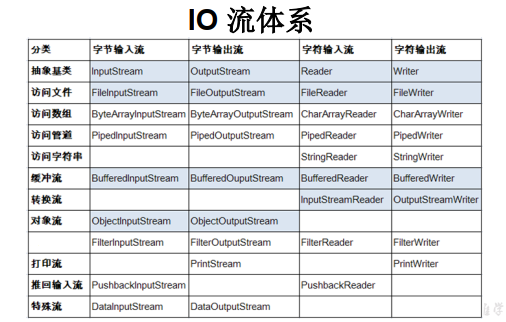 IO 流体系
分类 字节输入流 字节输出流 字符输入流 字符输出流
抽象基类 InputStream OutputStream Reader Writer
访问文件 FileInputStream FileOutputStream FileReader FileWriter
访问数组 ByteArrayInputStream ByteArrayOutputStream CharArrayReader CharArrayWriter
访问管道 PipedInputStream PipedOutputStream PipedReader PipedWriter
访问字符串 StringReader StringWriter
缓冲流 BufferedInputStream BufferedOuputStream BufferedReader BufferedWriter
转换流 InputStreamReader OutputStreamWriter
对象流 ObjectInputStream ObjectOutputStream
FilterInputStream FilterOutputStream FilterReader FilterWriter
打印流 PrintStream PrintWriter
推回输入流 PushbackInputStream PushbackReader
特殊流 DataInputStream DataOutputStream